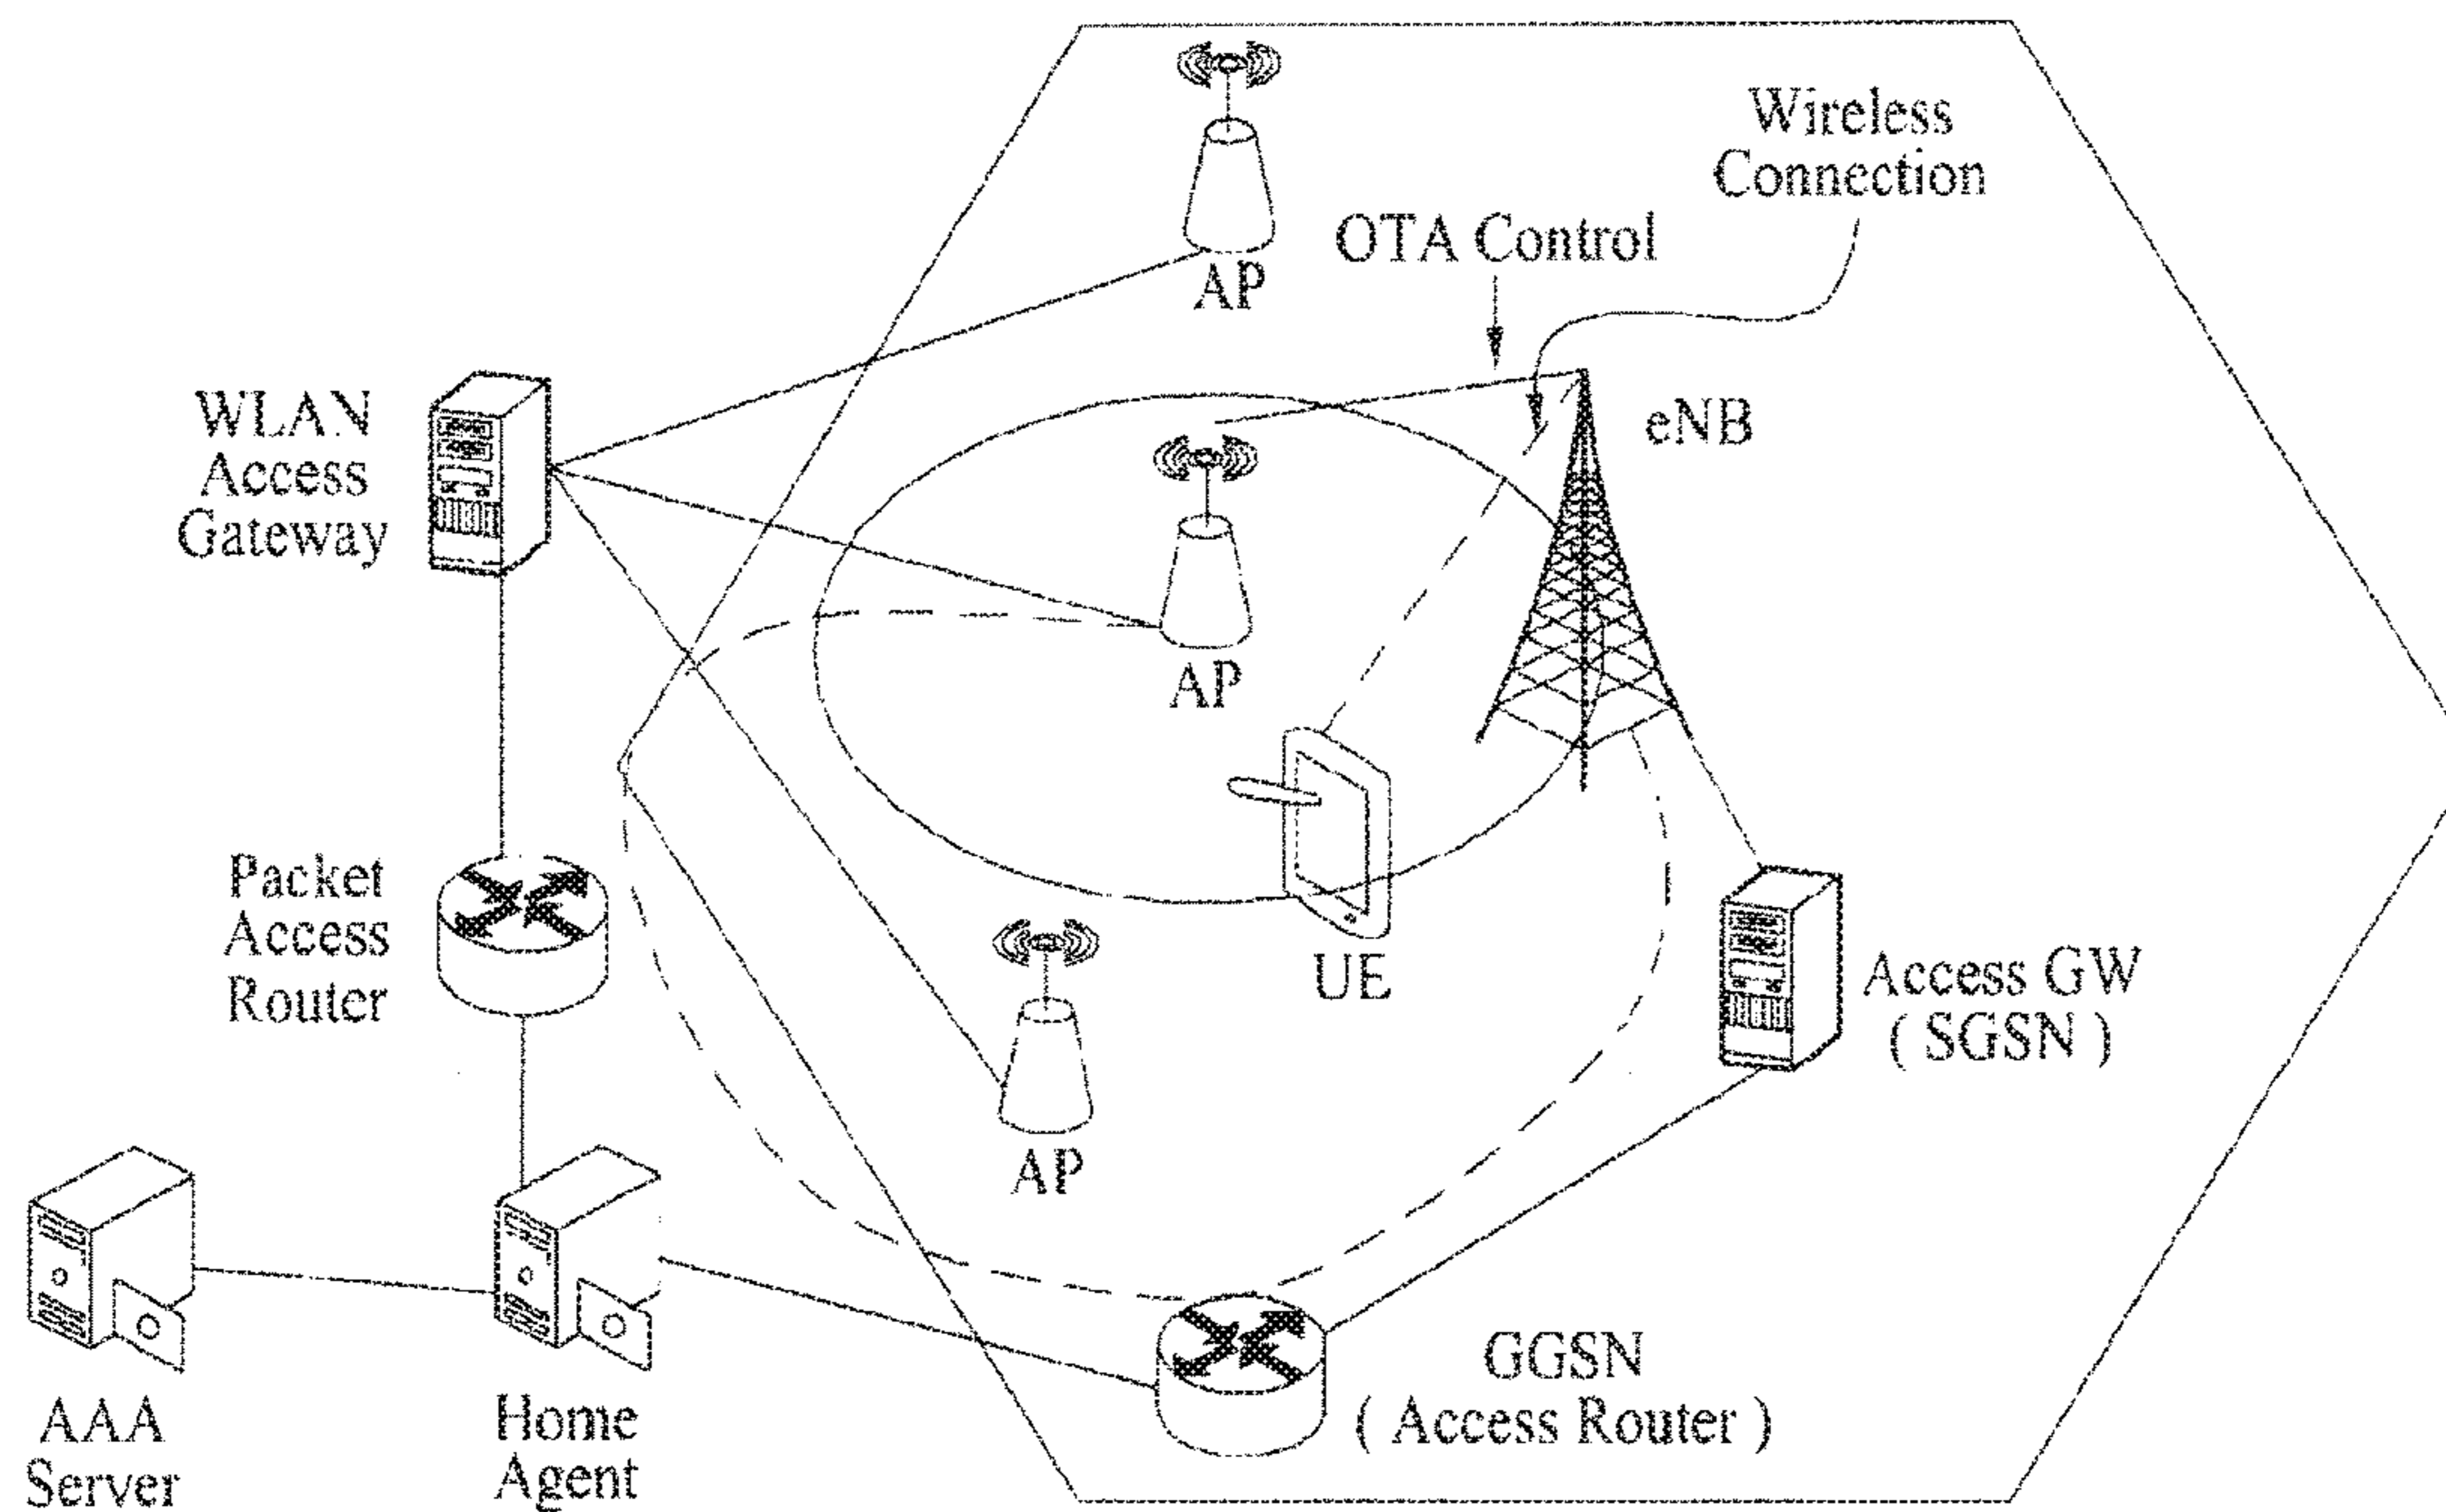 Wireless
Connection
OTA Control
AP
eNB
WLAN
Access
Gateway
AP
Packet
Access
Router
UE
Access GW
( SGSN )
AP
GGSN
( Access Router )
AAA
Server
Home
Agent